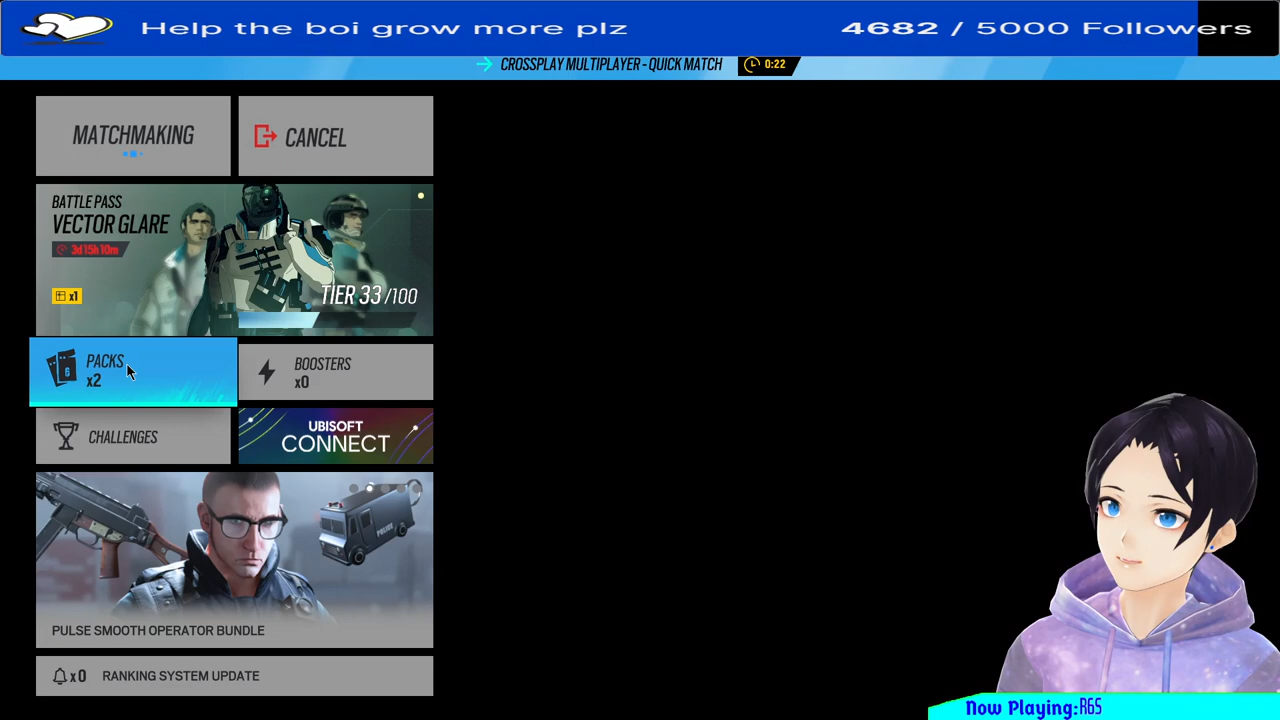 Help the boi grow more plz
4682 / 5000 Followers
CROSSPLAY MULTIPLAYER - QUICK MATCH
0:22
MATCHMAKING
CANCEL
BATTLE PASS
VECTOR GLARE
3d 15h 10m
x1
TIER 33 /100
PACKS
x2
BOOSTERS
x0
CHALLENGES
UBISOFT
CONNECT
POLICE
PULSE SMOOTH OPERATOR BUNDLE
x0 RANKING SYSTEM UPDATE
Now Playing: R6S